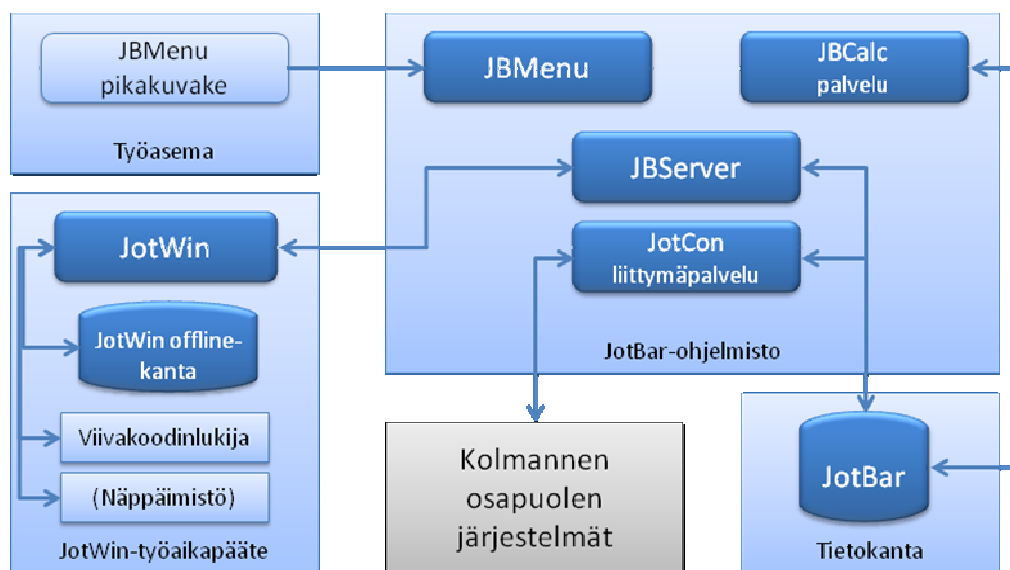 JBMenu
pikakuvake
Työasema
JBMenu
JBCalc
palvelu
JBServer
JotCon
liittymäpalvelu
JotBar-ohjelmisto
JotWin
JotWin offline-
kanta
Viivakoodinlukija
(Näppäimistö)
JotWin-työaikapääte
Kolmannen
osapuolen
järjestelmät
JotBar
Tietokanta